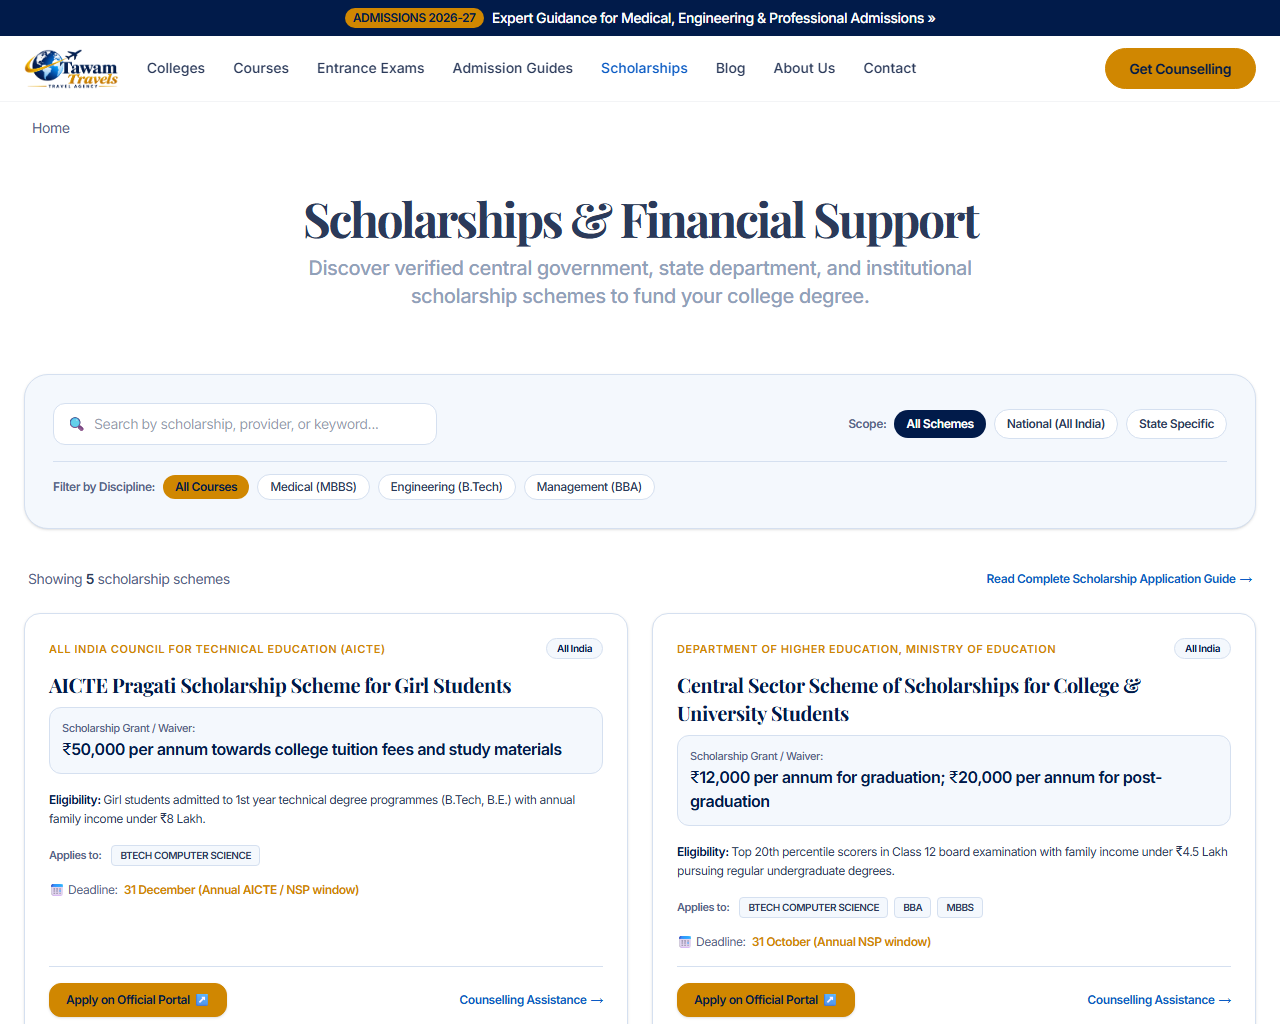 ADMISSIONS 2026-27 Expert Guidance for Medical, Engineering & Professional Admissions »
Tawam Travels
TRAVEL AGENCY
Colleges Courses Entrance Exams Admission Guides Scholarships Blog About Us Contact Get Counselling
Home
Scholarships & Financial Support
Discover verified central government, state department, and institutional
scholarship schemes to fund your college degree.
Search by scholarship, provider, or keyword...
Scope: All Schemes National (All India) State Specific
Filter by Discipline: All Courses Medical (MBBS) Engineering (B.Tech) Management (BBA)
Showing 5 scholarship schemes
Read Complete Scholarship Application Guide →
ALL INDIA COUNCIL FOR TECHNICAL EDUCATION (AICTE) All India
AICTE Pragati Scholarship Scheme for Girl Students
Scholarship Grant / Waiver:
₹50,000 per annum towards college tuition fees and study materials
Eligibility: Girl students admitted to 1st year technical degree programmes (B.Tech, B.E.) with annual
family income under ₹8 Lakh.
Applies to: BTECH COMPUTER SCIENCE
Deadline: 31 December (Annual AICTE / NSP window)
Apply on Official Portal Counselling Assistance →
DEPARTMENT OF HIGHER EDUCATION, MINISTRY OF EDUCATION All India
Central Sector Scheme of Scholarships for College &
University Students
Scholarship Grant / Waiver:
₹12,000 per annum for graduation; ₹20,000 per annum for post-
graduation
Eligibility: Top 20th percentile scorers in Class 12 board examination with family income under ₹4.5 Lakh
pursuing regular undergraduate degrees.
Applies to: BTECH COMPUTER SCIENCE BBA MBBS
Deadline: 31 October (Annual NSP window)
Apply on Official Portal Counselling Assistance →